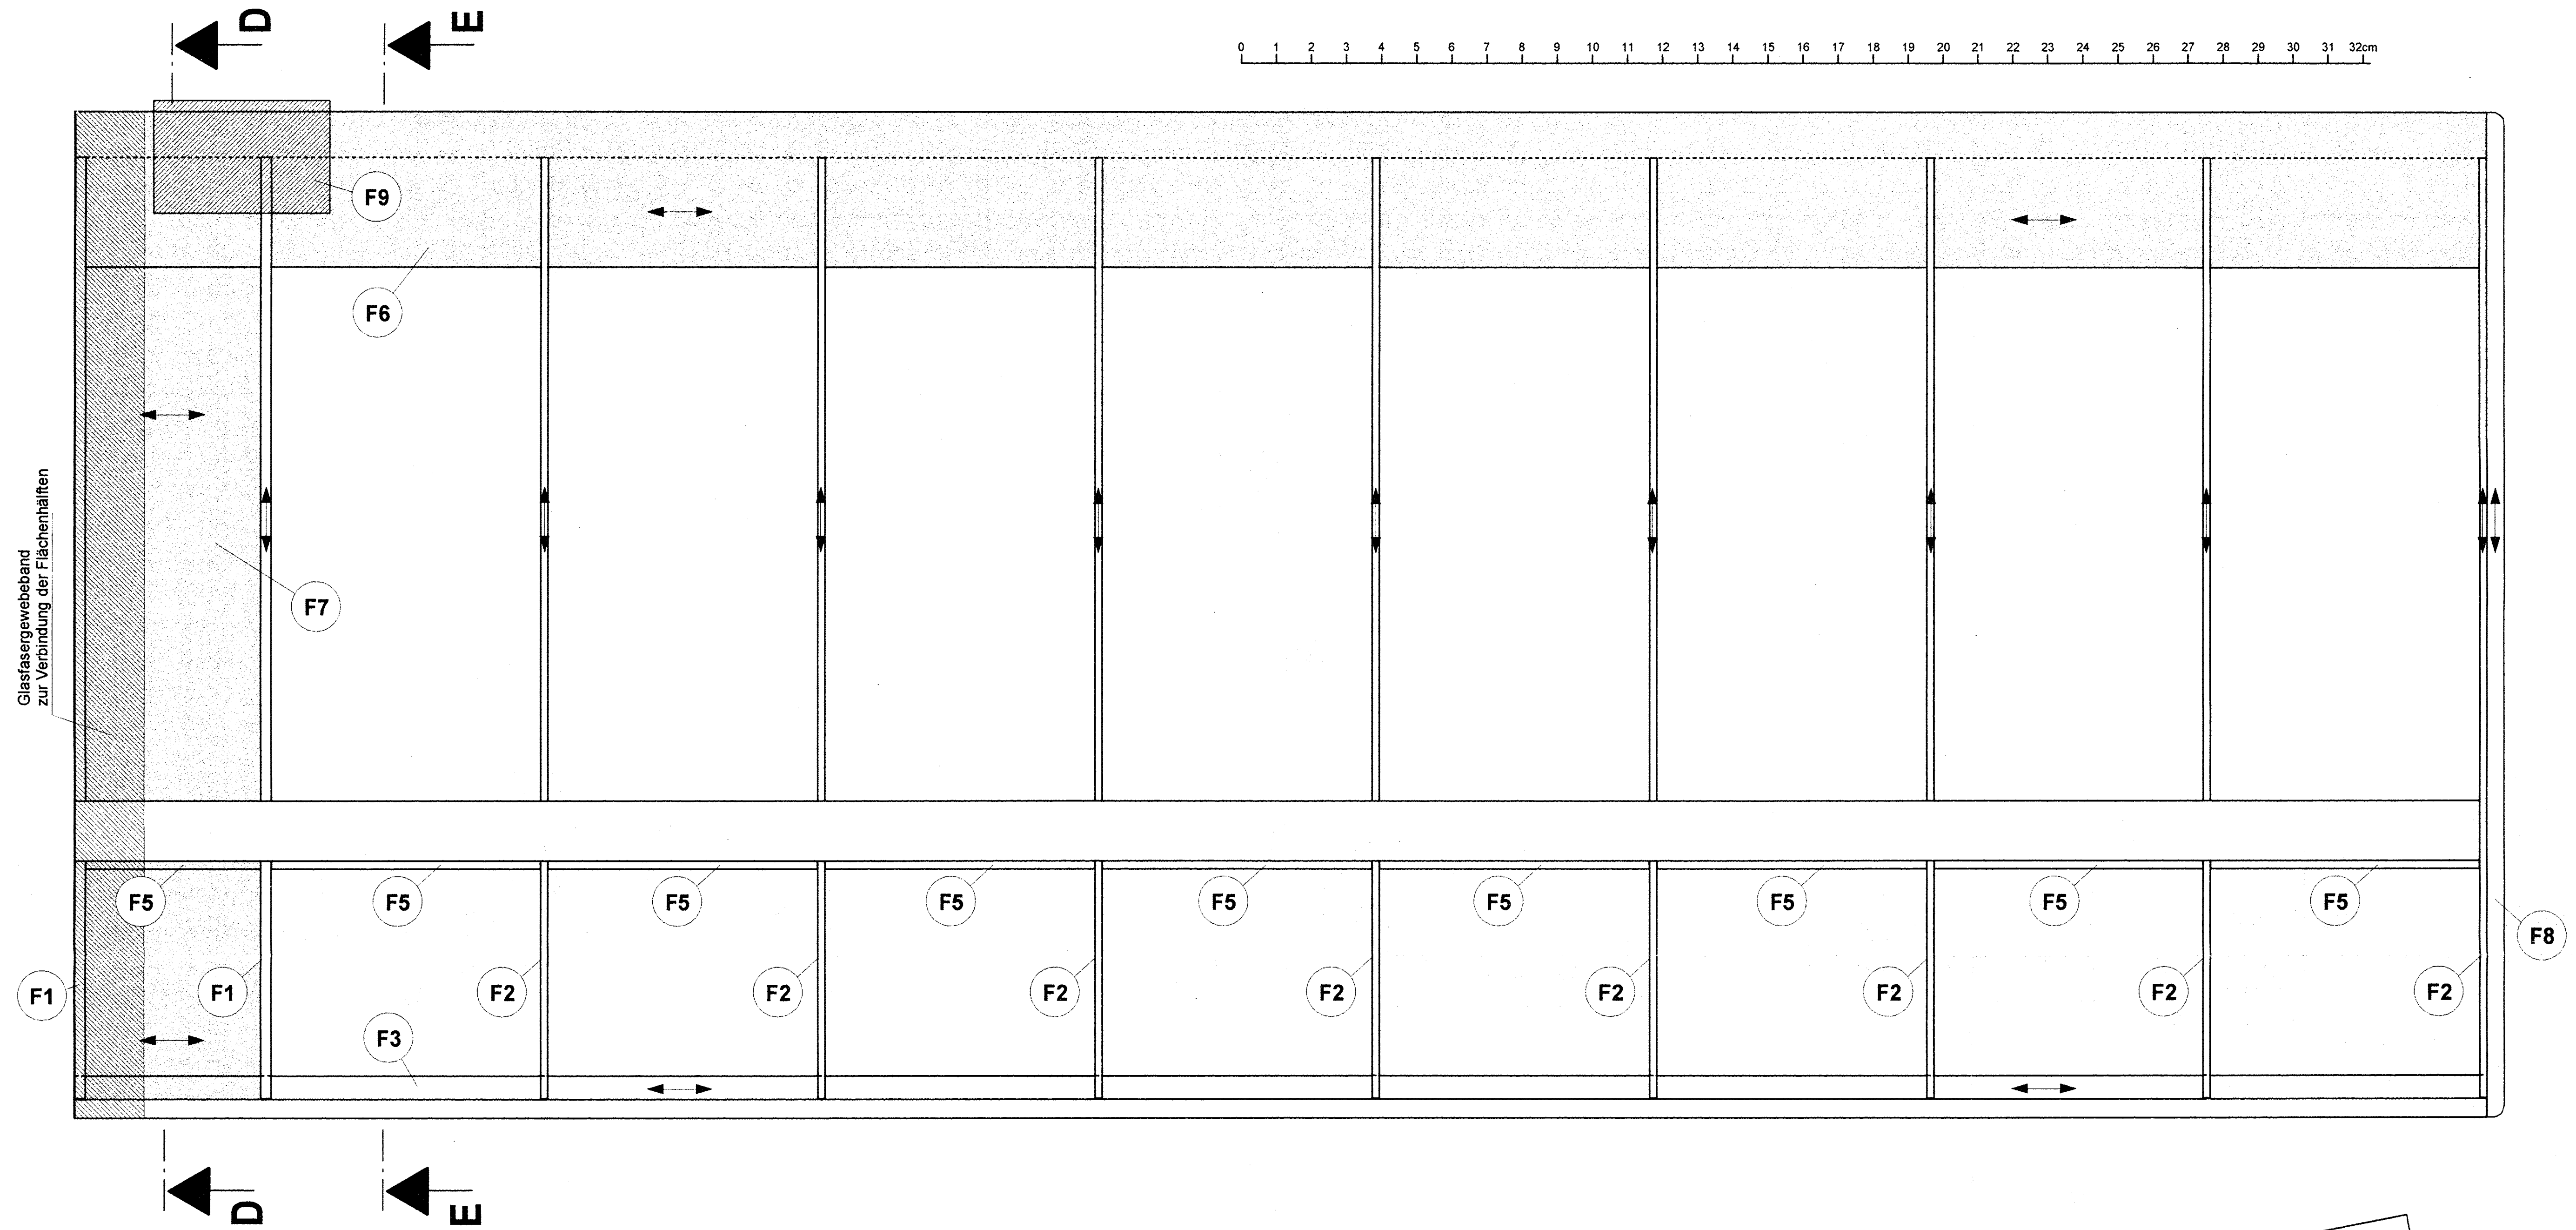 D
E
0 1 2 3 4 5 6 7 8 9 10 11 12 13 14 15 16 17 18 19 20 21 22 23 24 25 26 27 28 29 30 31 32cm
F9
F6
Glasfasergewebeband
zur Verbindung der Flächenhälften
F7
F5 F5 F5 F5 F5 F5 F5 F5 F5
F8
F1 F1 F2 F2 F2 F2 F2 F2 F2 F2
F3
D
E